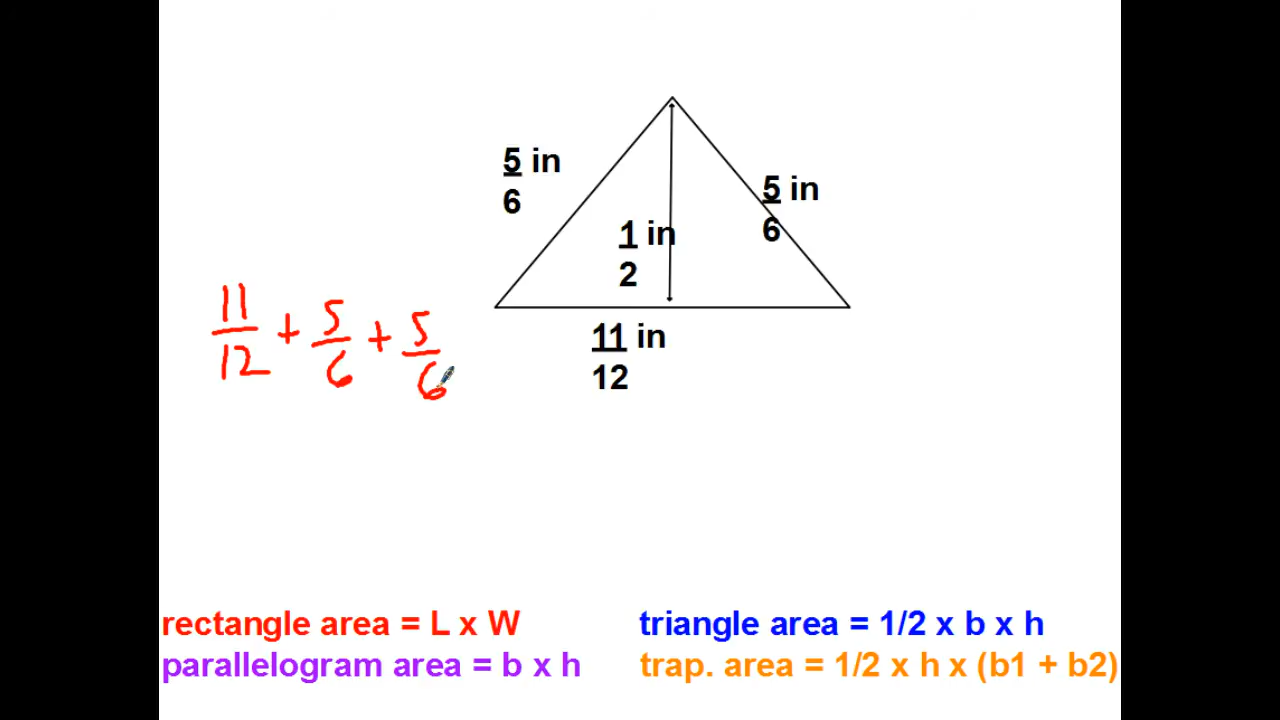 5 in
6
5 in
6
1 in
2
11 in
12
11/12 + 5/6 + 5/6
rectangle area = L x W
triangle area = 1/2 x b x h
parallelogram area = b x h
trap. area = 1/2 x h x (b1 + b2)